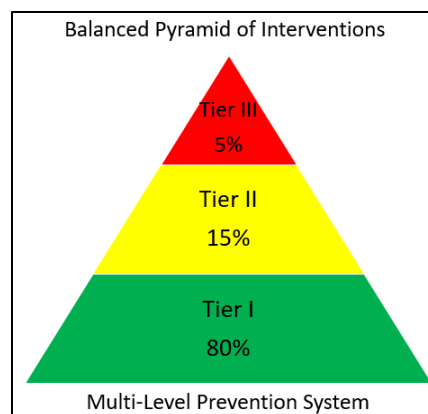 Balanced Pyramid of Interventions
Tier III
5%
Tier II
15%
Tier I
80%
Multi-Level Prevention System